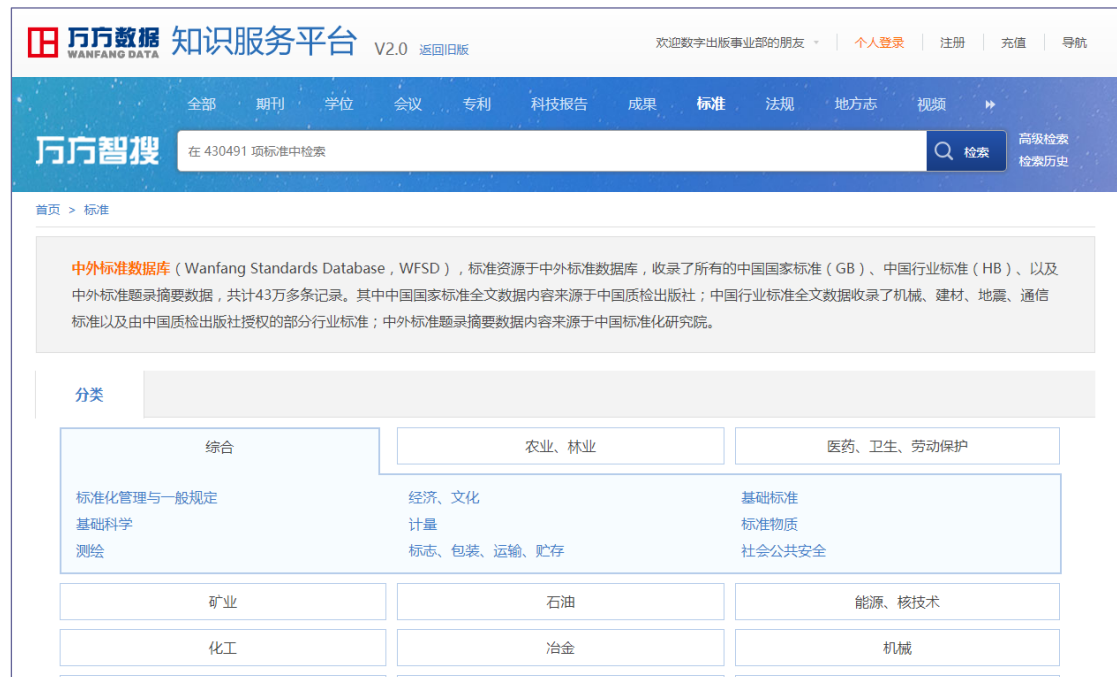 万方数据 知识服务平台 V2.0 返回旧版 欢迎数字出版事业部的朋友 个人登录 注册 充值 导航
WANFANG DATA
全部 期刊 学位 会议 专利 科技报告 成果 标准 法规 地方志 视频
万方智搜 在 430491 项标准中检索 检索 高级检索
检索历史
首页 > 标准
中外标准数据库（Wanfang Standards Database，WFSD），标准资源于中外标准数据库，收录了所有的中国国家标准（GB）、中国行业标准（HB）、以及
中外标准题录摘要数据，共计43万多条记录。其中中国国家标准全文数据内容来源于中国质检出版社；中国行业标准全文数据收录了机械、建材、地震、通信
标准以及由中国质检出版社授权的部分行业标准；中外标准题录摘要数据内容来源于中国标准化研究院。
分类
综合 农业、林业 医药、卫生、劳动保护
标准化管理与一般规定 经济、文化 基础标准
基础科学 计量 标准物质
测绘 标志、包装、运输、贮存 社会公共安全
矿业 石油 能源、核技术
化工 冶金 机械